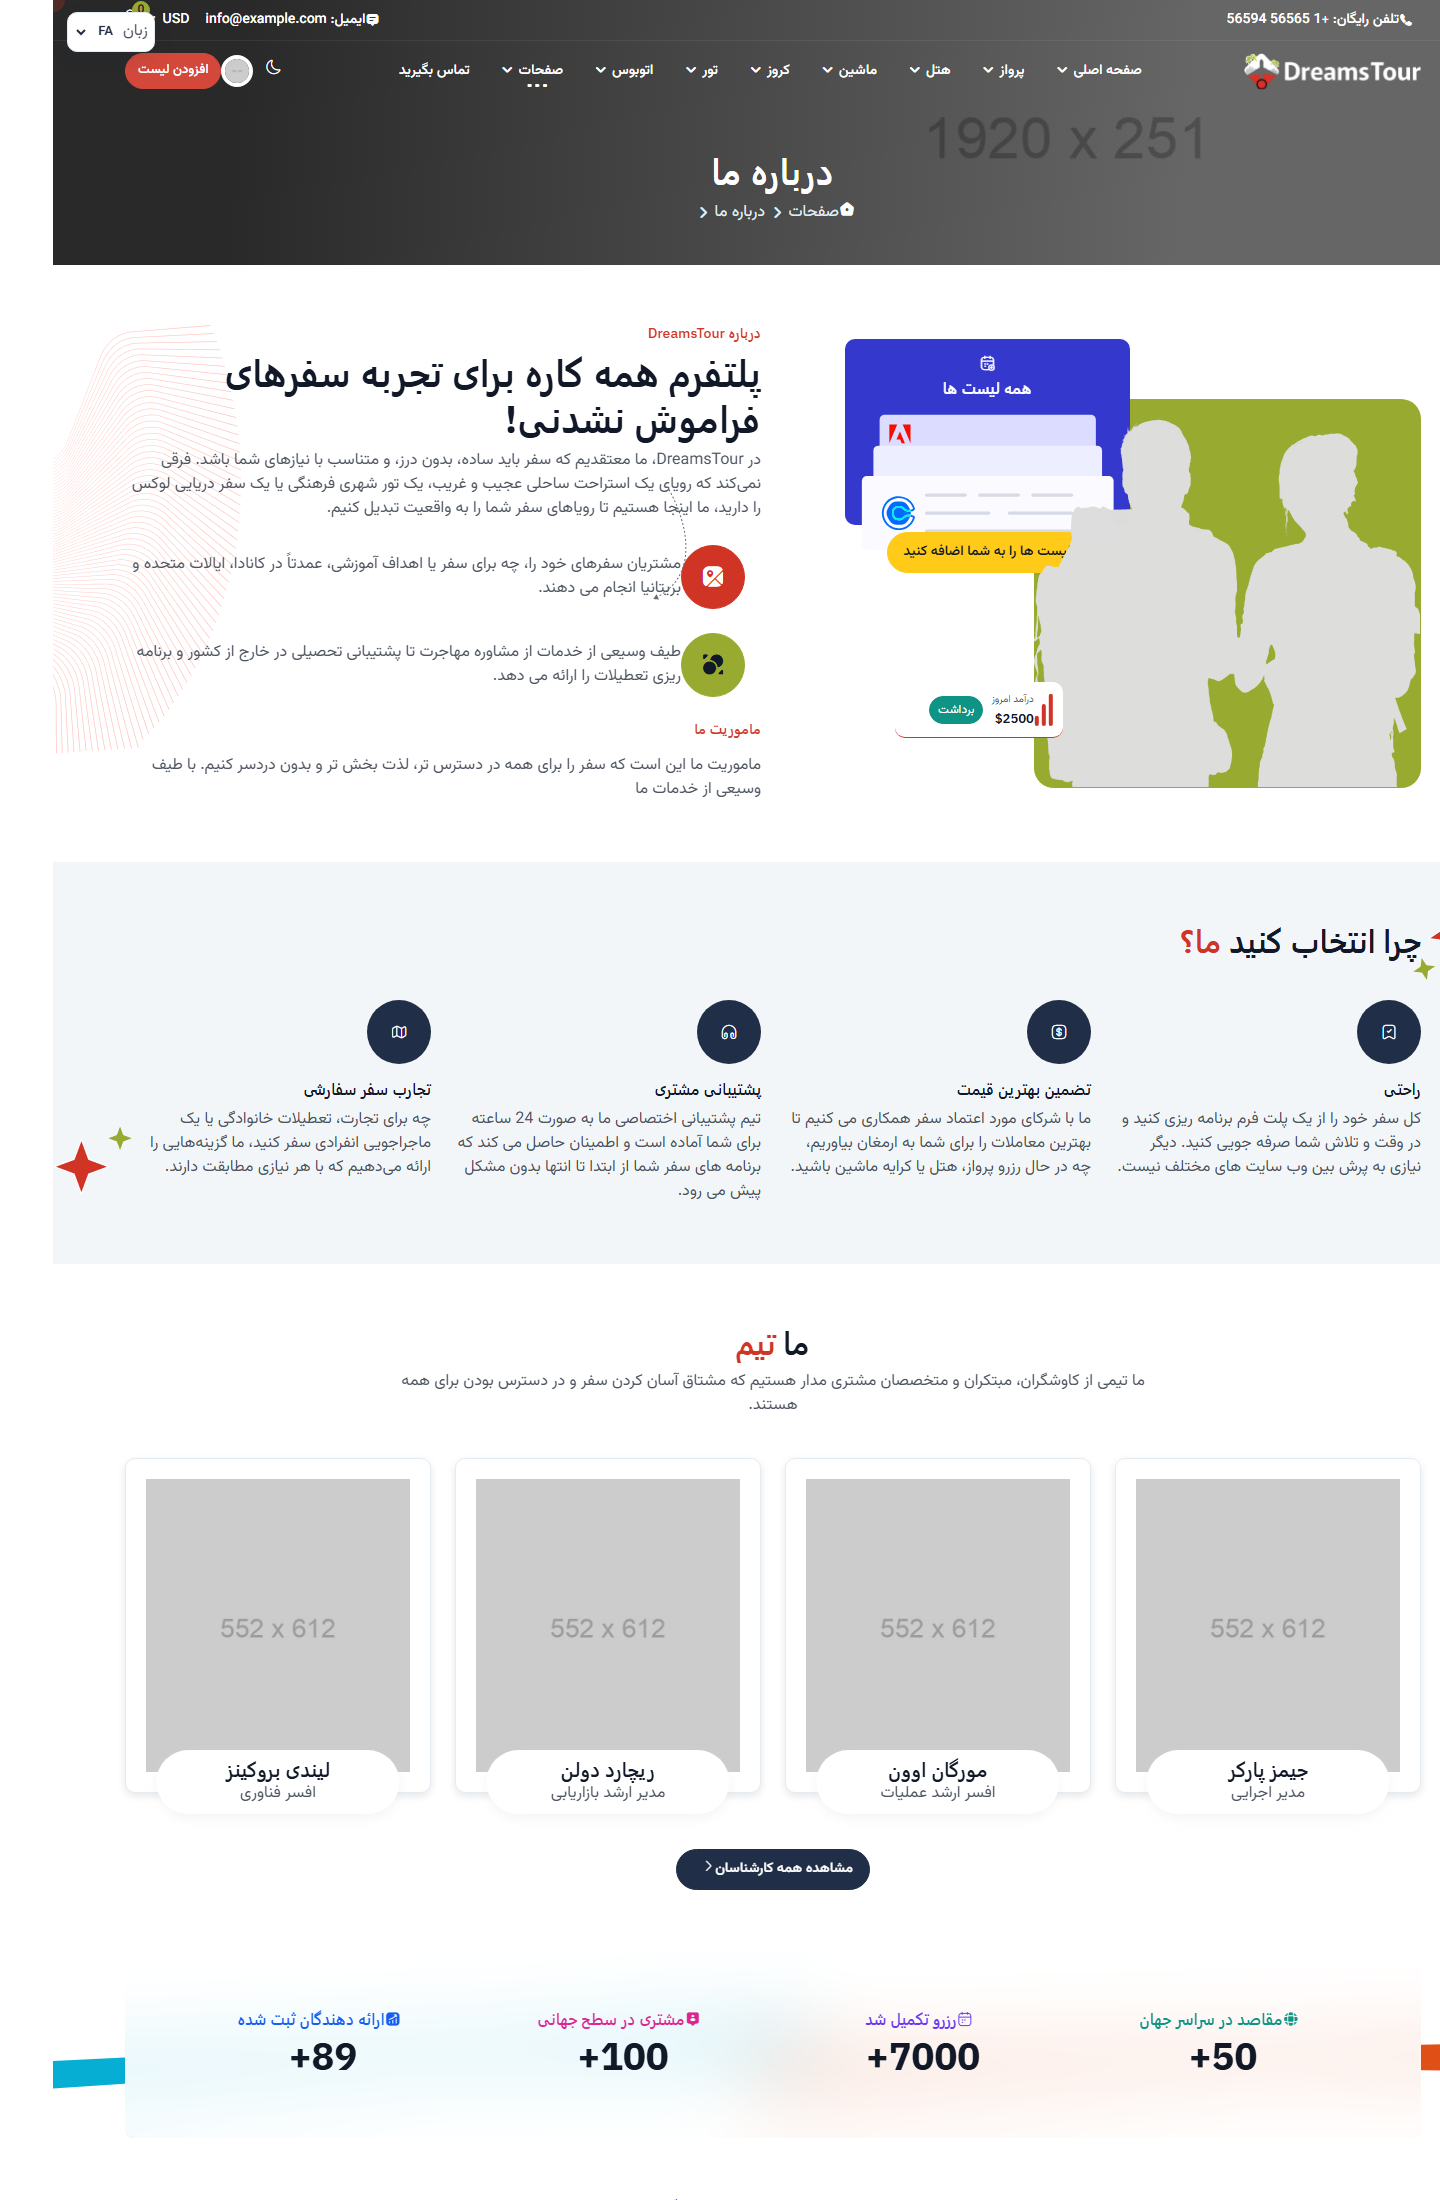 تلفن رایگان: +1 56565 56594
ایمیل: info@example.com
USD
0
زبان FA
DreamsTour
صفحه اصلی
پرواز
هتل
ماشین
کروز
تور
اتوبوس
صفحات
تماس بگیرید
افزودن لیست
1920 x 251
درباره ما
صفحات
درباره ما
همه لیست ها
درآمد امروز
$2500
برداشت
درباره DreamsTour
پلتفرم همه کاره برای تجربه سفرهای
فراموش نشدنی!
در DreamsTour، ما معتقدیم که سفر باید ساده، بدون درز، و متناسب با نیازهای شما باشد. فرقی
نمی‌کند که رویای یک استراحت ساحلی عجیب و غریب، یک تور شهری فرهنگی یا یک سفر دریایی لوکس
را دارید، ما اینجا هستیم تا رویاهای سفر شما را به واقعیت تبدیل کنیم.
مشتریان سفرهای خود را، چه برای سفر یا اهداف آموزشی، عمدتاً در کانادا، ایالات متحده و
بریتانیا انجام می دهند.
طیف وسیعی از خدمات از مشاوره مهاجرت تا پشتیبانی تحصیلی در خارج از کشور و برنامه
ریزی تعطیلات را ارائه می دهد.
ماموریت ما
ماموریت ما این است که سفر را برای همه در دسترس تر، لذت بخش تر و بدون دردسر کنیم. با طیف
وسیعی از خدمات ما
چرا انتخاب کنید ما؟
راحتی
کل سفر خود را از یک پلت فرم برنامه ریزی کنید و
در وقت و تلاش شما صرفه جویی کنید. دیگر
نیازی به پرش بین وب سایت های مختلف نیست.
تضمین بهترین قیمت
ما با شرکای مورد اعتماد سفر همکاری می کنیم تا
بهترین معاملات را برای شما به ارمغان بیاوریم،
چه در حال رزرو پرواز، هتل یا کرایه ماشین باشید.
پشتیبانی مشتری
تیم پشتیبانی اختصاصی ما به صورت 24 ساعته
برای شما آماده است و اطمینان حاصل می کند که
برنامه های سفر شما از ابتدا تا انتها بدون مشکل
پیش می رود.
تجارب سفر سفارشی
چه برای تجارت، تعطیلات خانوادگی یا یک
ماجراجویی انفرادی سفر کنید، ما گزینه‌هایی را
ارائه می‌دهیم که با هر نیازی مطابقت دارند.
ما تیم
ما تیمی از کاوشگران، مبتکران و متخصصان مشتری مدار هستیم که مشتاق آسان کردن سفر و در دسترس بودن برای همه
هستند.
552 x 612
جیمز پارکر
مدیر اجرایی
552 x 612
مورگان اوون
افسر ارشد عملیات
552 x 612
ریچارد دولن
مدیر ارشد بازاریابی
552 x 612
لیندی بروکینز
افسر فناوری
مشاهده همه کارشناسان
مقاصد در سراسر جهان
50+
رزرو تکمیل شد
7000+
مشتری در سطح جهانی
100+
ارائه دهندگان ثبت شده
89+